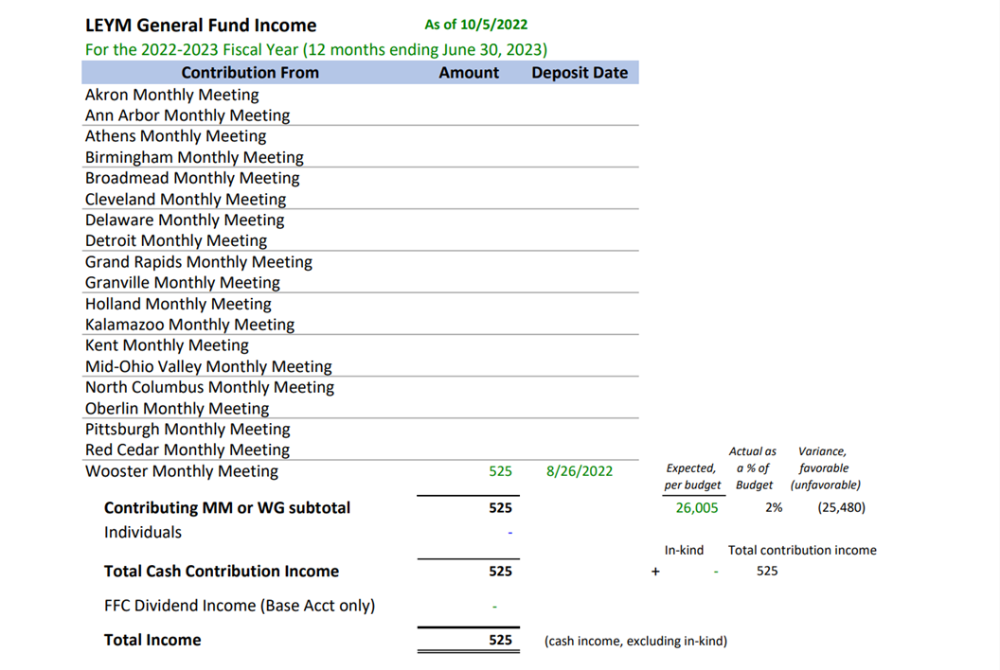 LEYM General Fund Income As of 10/5/2022
For the 2022-2023 Fiscal Year (12 months ending June 30, 2023)
Contribution From Amount Deposit Date
Akron Monthly Meeting
Ann Arbor Monthly Meeting
Athens Monthly Meeting
Birmingham Monthly Meeting
Broadmead Monthly Meeting
Cleveland Monthly Meeting
Delaware Monthly Meeting
Detroit Monthly Meeting
Grand Rapids Monthly Meeting
Granville Monthly Meeting
Holland Monthly Meeting
Kalamazoo Monthly Meeting
Kent Monthly Meeting
Mid-Ohio Valley Monthly Meeting
North Columbus Monthly Meeting
Oberlin Monthly Meeting
Pittsburgh Monthly Meeting
Red Cedar Monthly Meeting Actual as Variance,
Wooster Monthly Meeting 525 8/26/2022 Expected, a % of favorable
per budget Budget (unfavorable)
Contributing MM or WG subtotal 525 26,005 2% (25,480)
Individuals -
In-kind Total contribution income
Total Cash Contribution Income 525 + - 525
FFC Dividend Income (Base Acct only) -
Total Income 525 (cash income, excluding in-kind)